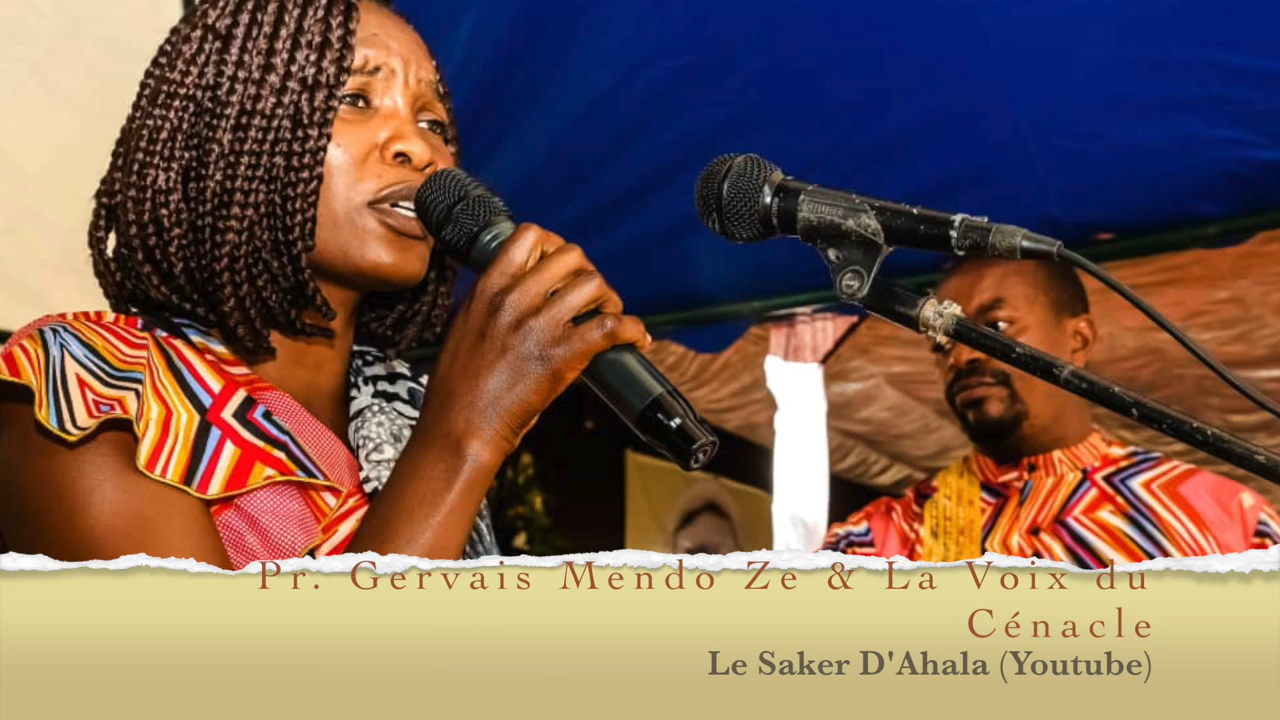 Pr. Gervais Mendo Ze & La Voix du
Cénacle
Le Saker D'Ahala (Youtube)